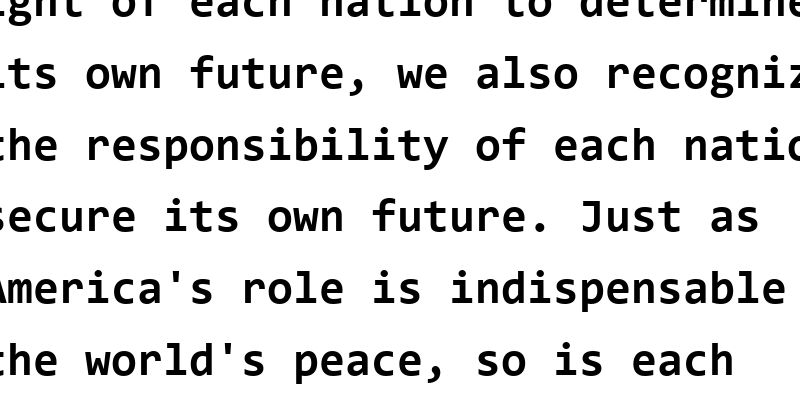 ight of each nation to determine
its own future, we also recogniz
the responsibility of each natio
secure its own future. Just as
America's role is indispensable
the world's peace, so is each